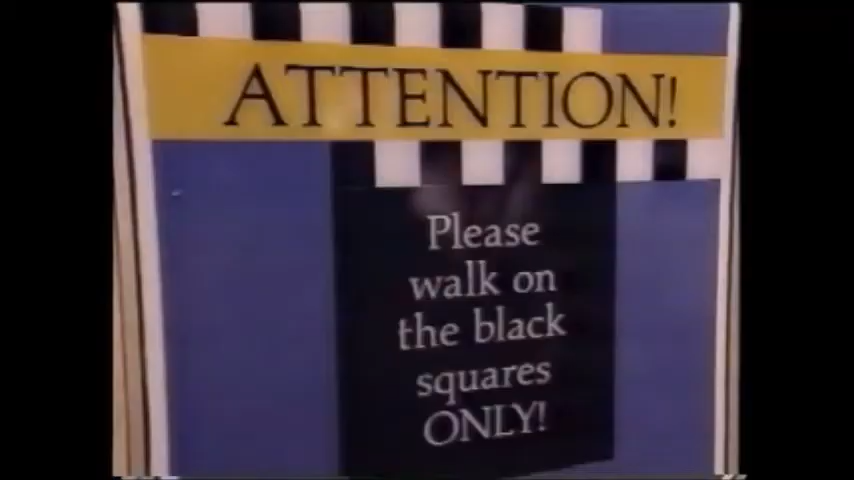 ATTENTION!
Please
walk on
the black
squares
ONLY!